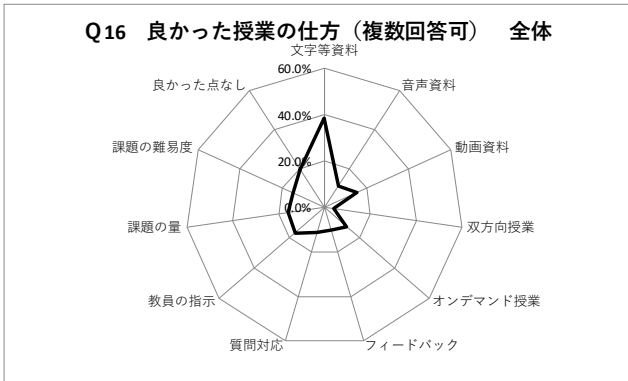 Q16 良かった授業の仕方（複数回答可） 全体
文字等資料
60.0%
良かった点なし
音声資料
40.0%
課題の難易度
動画資料
20.0%
0.0%
課題の量
双方向授業
教員の指示
オンデマンド授業
質問対応
フィードバック